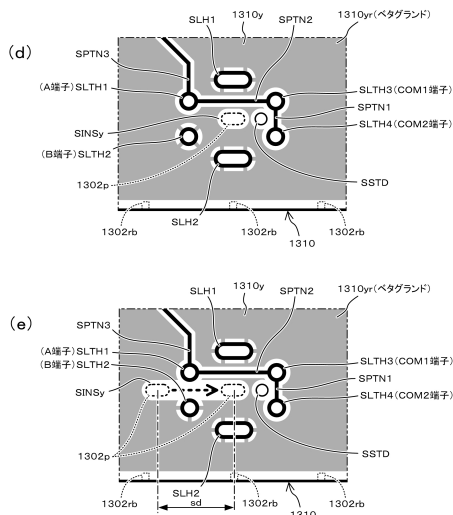 (d)
SLH1
1310y
SPTN2
1310yr(ベタグランド)
SPTN3
(A端子)SLTH1
SLTH3(COM1端子)
SPTN1
SINSy
SLTH4(COM2端子)
(B端子)SLTH2
1302p
SSTD
SLH2
1302rb
1302rb
1302rb
1310
(e)
SLH1
1310y
SPTN2
1310yr(ベタグランド)
SPTN3
(A端子)SLTH1
SLTH3(COM1端子)
(B端子)SLTH2
SPTN1
SINSy
SLTH4(COM2端子)
1302p
SSTD
SLH2
1302rb
sd
1302rb
1302rb
1310